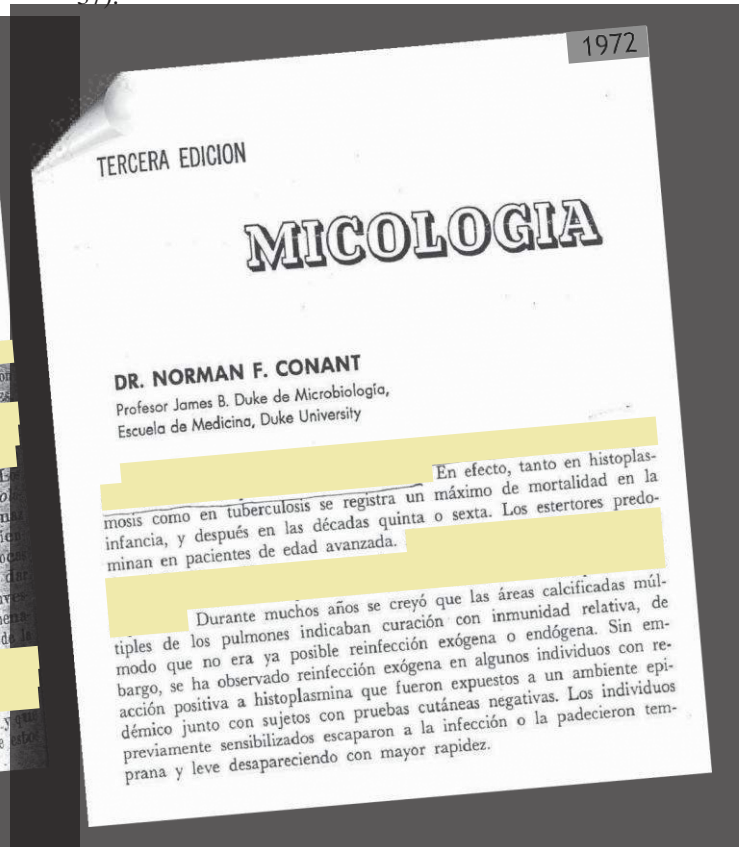 57).
1972
TERCERA EDICION
MICOLOGIA
DR. NORMAN F. CONANT
Profesor James B. Duke de Microbiología,
Escuela de Medicina, Duke University
En efecto, tanto en histoplas-
mosis como en tuberculosis se registra un máximo de mortalidad en la
infancia, y después en las décadas quinta o sexta. Los estertores predo-
minan en pacientes de edad avanzada.
Durante muchos años se creyó que las áreas calcificadas múl-
tiples de los pulmones indicaban curación con inmunidad relativa, de
modo que no era ya posible reinfección exógena o endógena. Sin em-
bargo, se ha observado reinfección exógena en algunos individuos con re-
acción positiva a histoplasmina que fueron expuestos a un ambiente epi-
démico junto con sujetos con pruebas cutáneas negativas. Los individuos
previamente sensibilizados escaparon a la infección o la padecieron tem-
prana y leve desapareciendo con mayor rapidez.